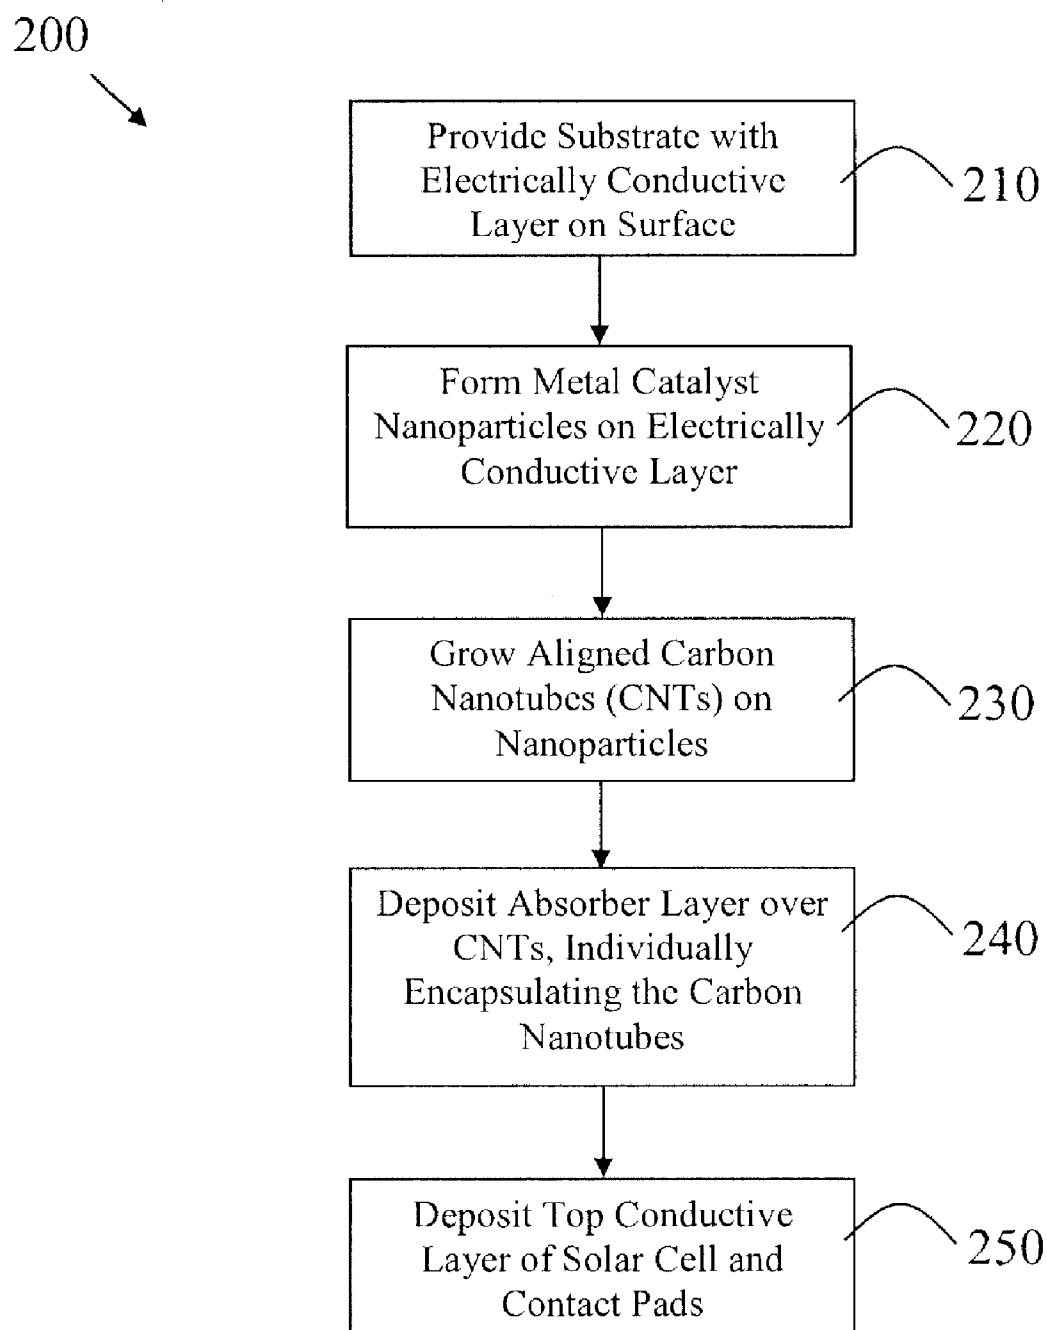 200
Provide Substrate with
Electrically Conductive
Layer on Surface
210
Form Metal Catalyst
Nanoparticles on Electrically
Conductive Layer
220
Grow Aligned Carbon
Nanotubes (CNTs) on
Nanoparticles
230
Deposit Absorber Layer over
CNTs, Individually
Encapsulating the Carbon
Nanotubes
240
Deposit Top Conductive
Layer of Solar Cell and
Contact Pads
250